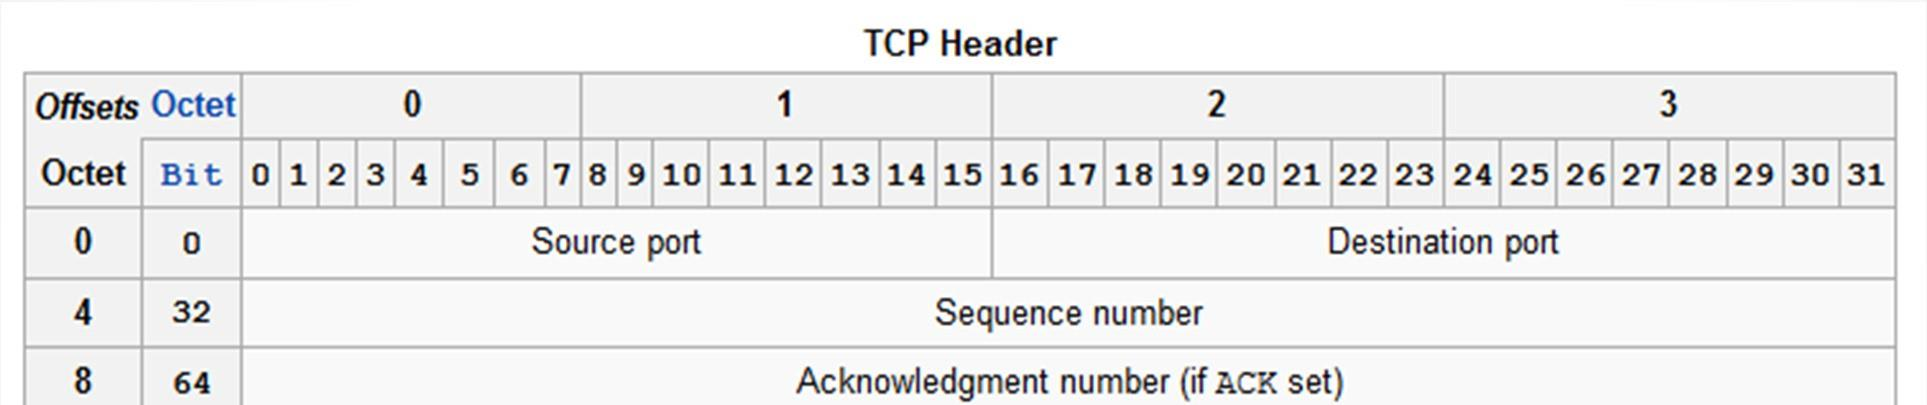 TCP Header
Offsets Octet 0 1 2 3
Octet Bit 0 1 2 3 4 5 6 7 8 9 10 11 12 13 14 15 16 17 18 19 20 21 22 23 24 25 26 27 28 29 30 31
0 0 Source port Destination port
4 32 Sequence number
8 64 Acknowledgment number (if ACK set)